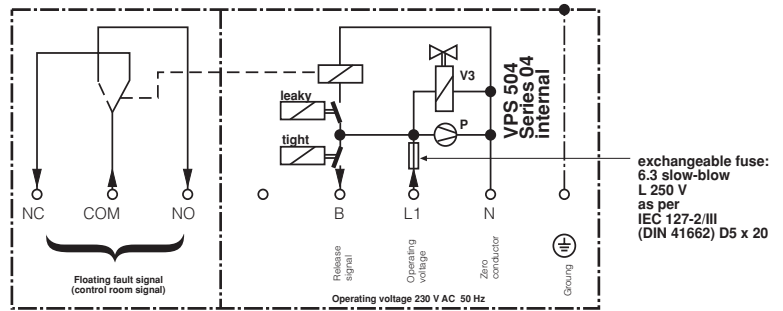 leaky
tight
V3
P
VPS 504
Series 04
internal
NC
COM
NO
B
L1
N
Release
signal
Operating
voltage
Zero
conductor
Groung
Floating fault signal
(control room signal)
Operating voltage 230 V AC 50 Hz
exchangeable fuse:
6.3 slow-blow
L 250 V
as per
IEC 127-2/III
(DIN 41662) D5 x 20